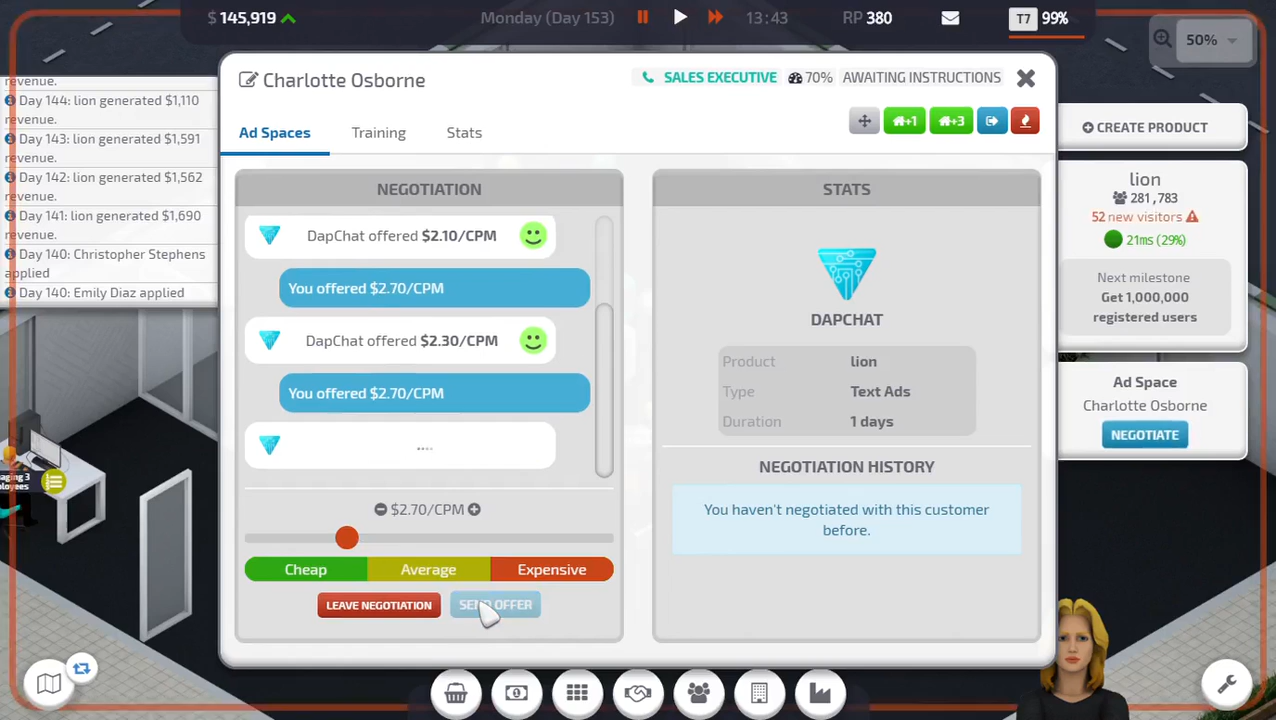 $ 145,919
Monday (Day 153)
13:43
RP 380
T7 99%
50%
revenue.
Day 144: lion generated $1,110
revenue.
Day 143: lion generated $1,591
revenue.
Day 142: lion generated $1,562
revenue.
Day 141: lion generated $1,690
revenue.
Day 140: Christopher Stephens
applied
Day 140: Emily Diaz applied
Charlotte Osborne
SALES EXECUTIVE 70% AWAITING INSTRUCTIONS
Ad Spaces Training Stats
+1 +3
NEGOTIATION
DapChat offered $2.10/CPM
You offered $2.70/CPM
DapChat offered $2.30/CPM
You offered $2.70/CPM
....
$2.70/CPM
Cheap Average Expensive
LEAVE NEGOTIATION SEND OFFER
STATS
DAPCHAT
Product lion
Type Text Ads
Duration 1 days
NEGOTIATION HISTORY
You haven't negotiated with this customer
before.
CREATE PRODUCT
lion
281,783
52 new visitors
21ms (29%)
Next milestone
Get 1,000,000
registered users
Ad Space
Charlotte Osborne
NEGOTIATE